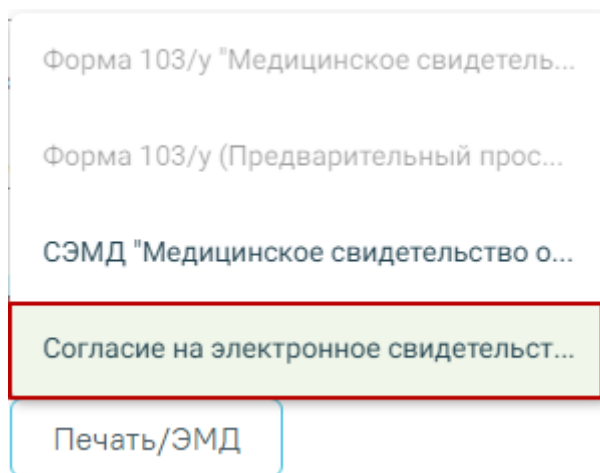 Форма 103/у "Медицинское свидетель...
Форма 103/у (Предварительный прос...
СЭМД "Медицинское свидетельство о...
Согласие на электронное свидетельст...
Печать/ЭМД